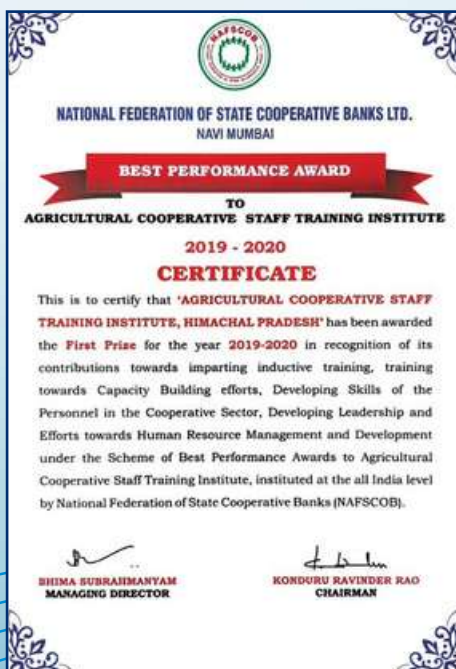 NAFSCOB
NATIONAL FEDERATION OF STATE COOPERATIVE BANKS LTD.
NAVI MUMBAI
BEST PERFORMANCE AWARD
TO
AGRICULTURAL COOPERATIVE STAFF TRAINING INSTITUTE
2019 - 2020
CERTIFICATE
This is to certify that 'AGRICULTURAL COOPERATIVE STAFF
TRAINING INSTITUTE, HIMACHAL PRADESH' has been awarded
the First Prize for the year 2019-2020 in recognition of its
contributions towards imparting inductive training, training
towards Capacity Building efforts, Developing Skills of the
Personnel in the Cooperative Sector, Developing Leadership and
Efforts towards Human Resource Management and Development
under the Scheme of Best Performance Awards to Agricultural
Cooperative Staff Training Institute, instituted at the all India level
by National Federation of State Cooperative Banks (NAFSCOB).
BHIMA SUBRAHMANYAM
MANAGING DIRECTOR
KONDURU RAVINDER RAO
CHAIRMAN